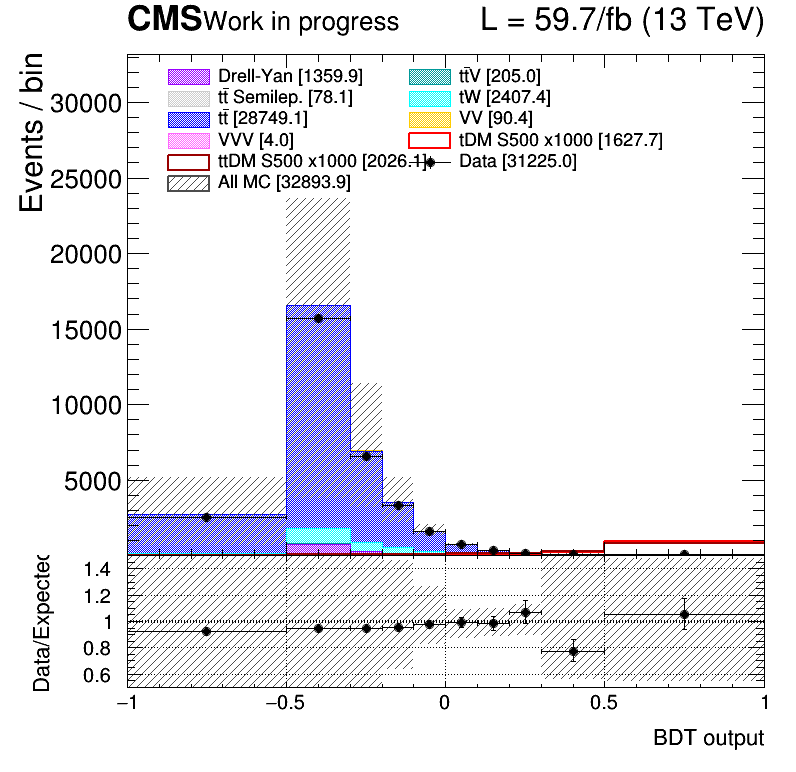 CMS Work in progress L = 59.7/fb (13 TeV)
Events / bin
Drell-Yan [1359.9] tt̄V [205.0]
tt̄ Semilep. [78.1] tW [2407.4]
tt̄ [28749.1] VV [90.4]
VVV [4.0] tDM S500 x1000 [1627.7]
ttDM S500 x1000 [2026.1] Data [31225.0]
All MC [32893.9]
30000
25000
20000
15000
10000
5000
Data/Expected
1.4
1.2
1
0.8
0.6
−1 −0.5 0 0.5 1
BDT output